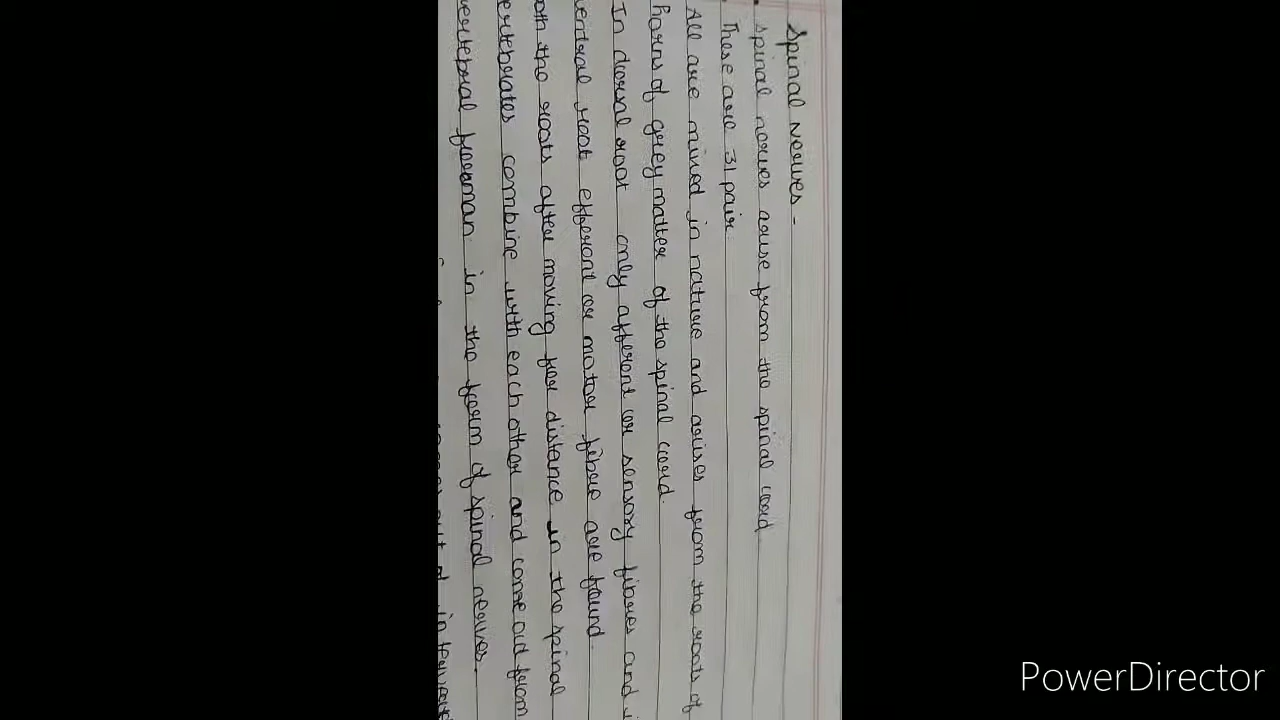 Spinal Nerves -
• Spinal nerves arise from the spinal cord
• These are 31 pair.
All are mixed in nature and arises from the roots of
horns of grey matter of the spinal cord.
In dorsal root only afferent or sensory fibres and i
ventral root efferent or motor fibre are found.
oth the roots after moving for distance in the spinal
ertebrates combine with each other and come out from
vertebral foeman in the form of spinal nerves.
PowerDirector